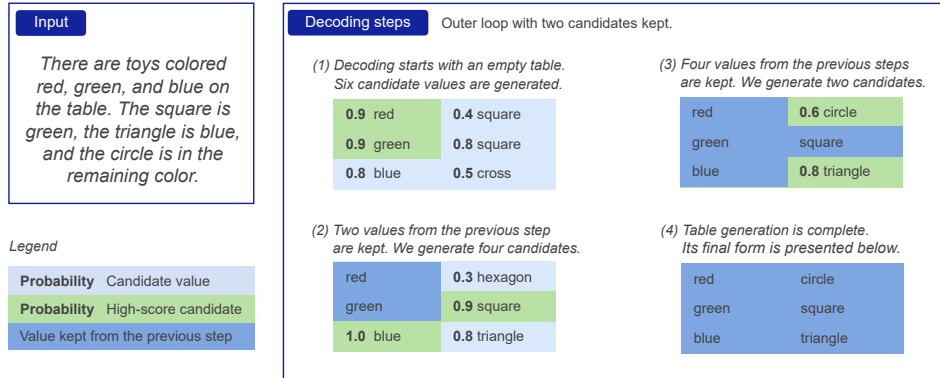 Input
There are toys colored
red, green, and blue on
the table. The square is
green, the triangle is blue,
and the circle is in the
remaining color.
Legend
Probability Candidate value
Probability High-score candidate
Value kept from the previous step
Decoding steps Outer loop with two candidates kept.
(1) Decoding starts with an empty table.
Six candidate values are generated.
0.9 red 0.4 square
0.9 green 0.8 square
0.8 blue 0.5 cross
(2) Two values from the previous step
are kept. We generate four candidates.
red 0.3 hexagon
green 0.9 square
1.0 blue 0.8 triangle
(3) Four values from the previous steps
are kept. We generate two candidates.
red 0.6 circle
green square
blue 0.8 triangle
(4) Table generation is complete.
Its final form is presented below.
red circle
green square
blue triangle